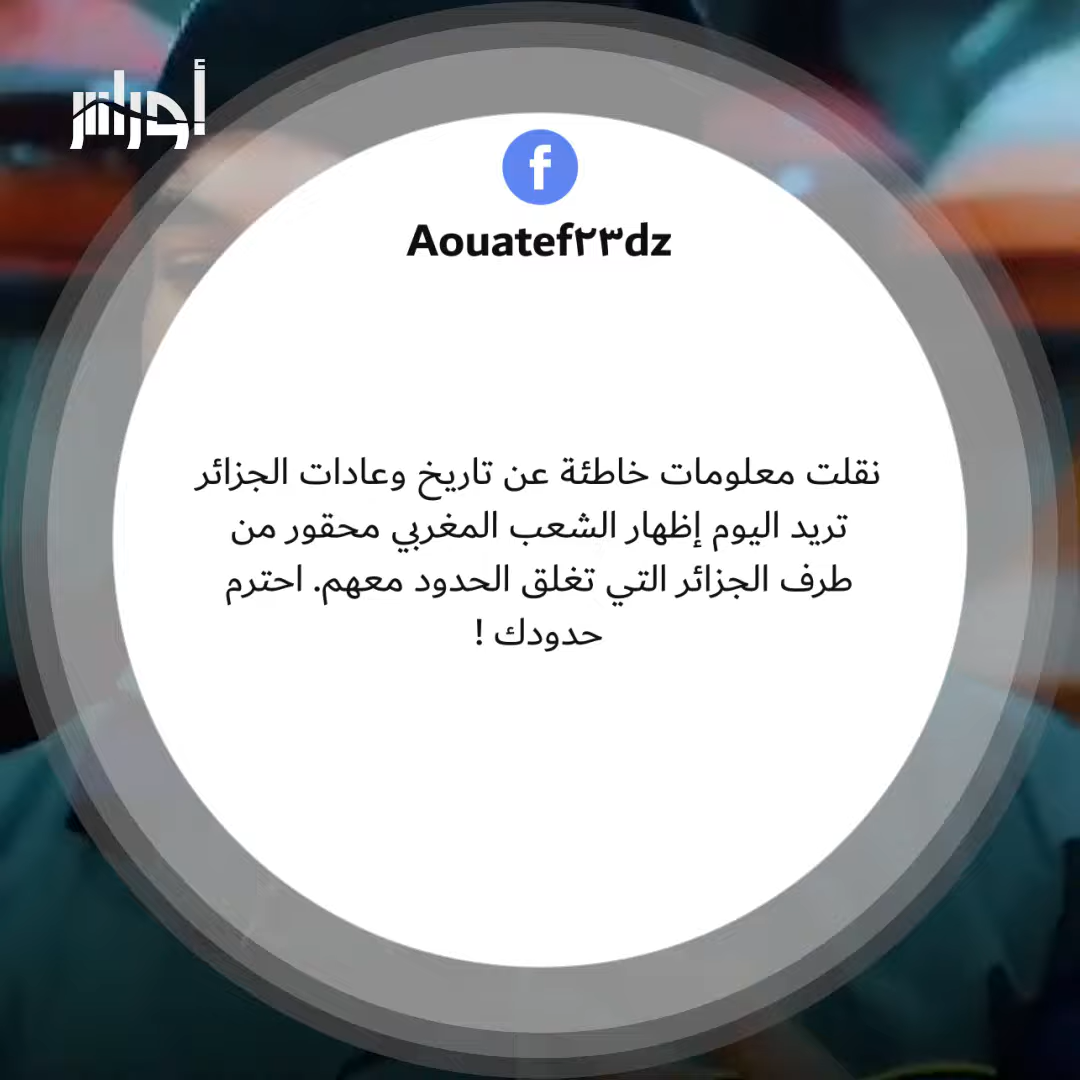 أوراس
f
Aouatef٢٣dz
نقلت معلومات خاطئة عن تاريخ وعادات الجزائر
تريد اليوم إظهار الشعب المغربي محقور من
طرف الجزائر التي تغلق الحدود معهم. احترم
حدودك !